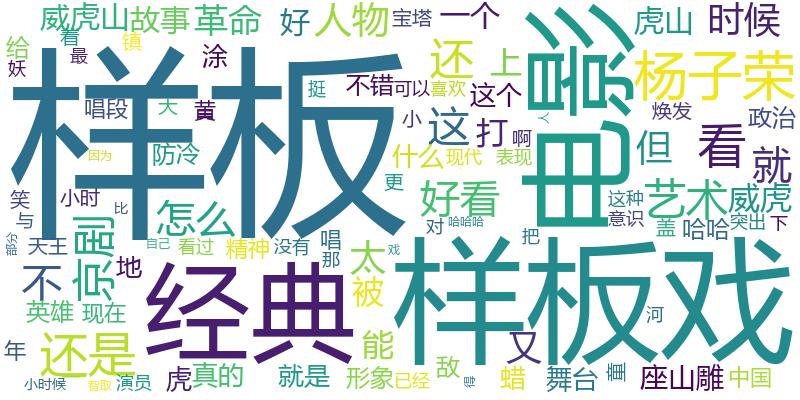 威虎山 故事 革命 好 人物 宝塔 一个 虎山 时候
给 着 镇 涂 还 上 电影 杨子荣
妖 最 挺 不错 可以 喜欢 这个
样板 唱段 大 黄 小 这 打 啊 人 焕发 政治
因为 防冷 什么 现代 但 看 就
笑 小时 更 表现 好看 这种 艺术 威虎
与 比 怎么 对 哈哈哈 意识 盖 哈哈 突出 下
部分 天王 京剧 自己 看过 精神 没有 唱 那 把
不 地 太 戏 样板戏
英雄 现在 经典 被 河
年 还是 能 又
小时候 智取 演员 虎 真的 就是 形象 已经 敌 得 蜡 舞台 直 座山雕 中国